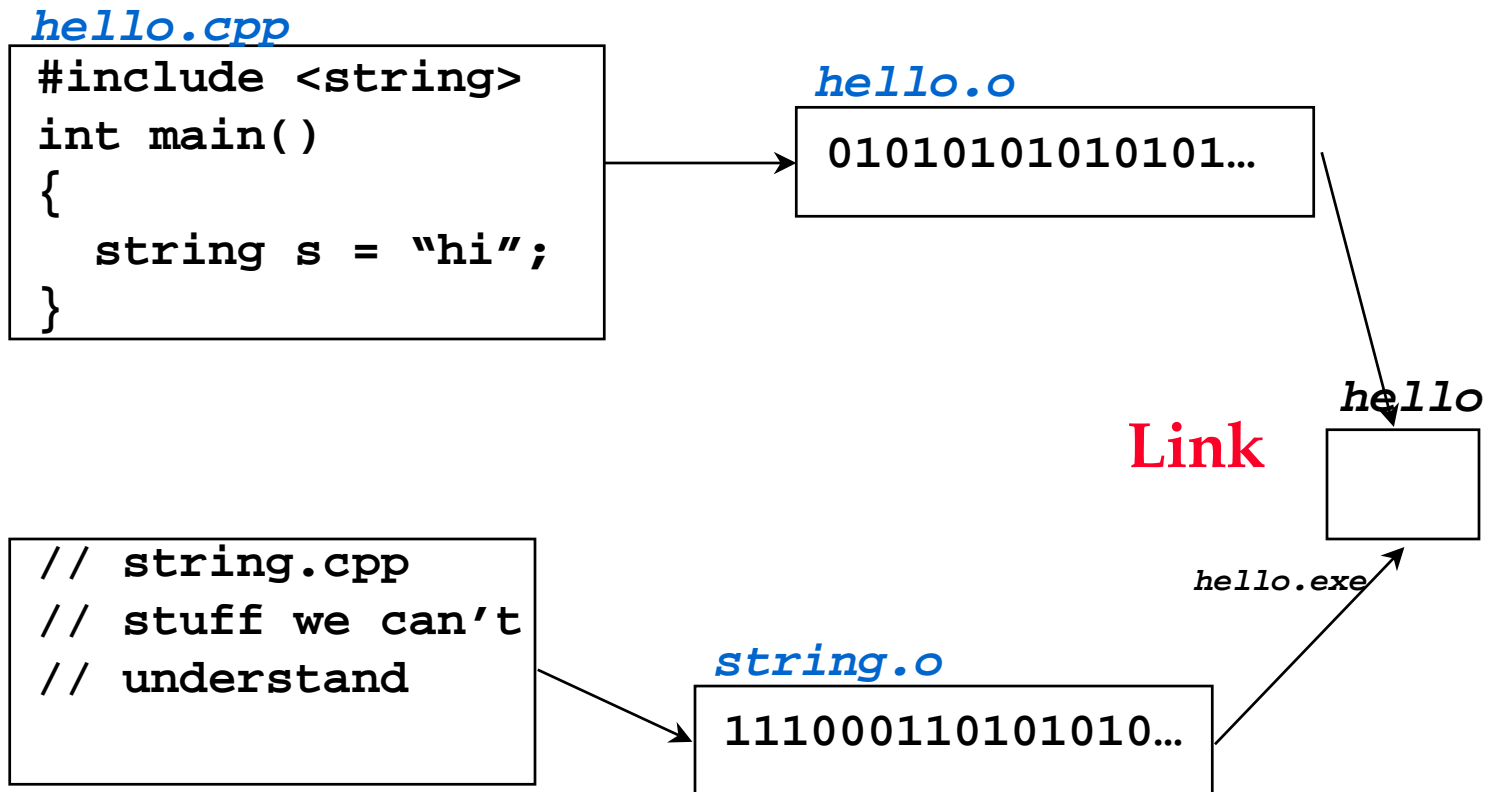 hello.cpp
#include <string>
int main()
{
  string s = “hi”;
}
hello.o
01010101010101…
hello
Link
// string.cpp
// stuff we can’t
// understand
hello.exe
string.o
111000110101010…